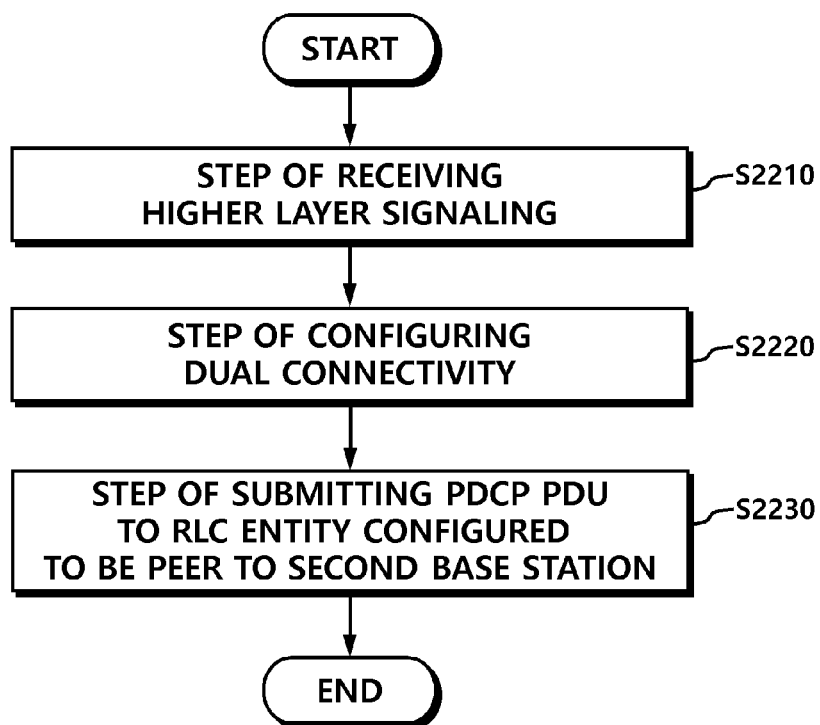 START
STEP OF RECEIVING
HIGHER LAYER SIGNALING
S2210
STEP OF CONFIGURING
DUAL CONNECTIVITY
S2220
STEP OF SUBMITTING PDCP PDU
TO RLC ENTITY CONFIGURED
TO BE PEER TO SECOND BASE STATION
S2230
END